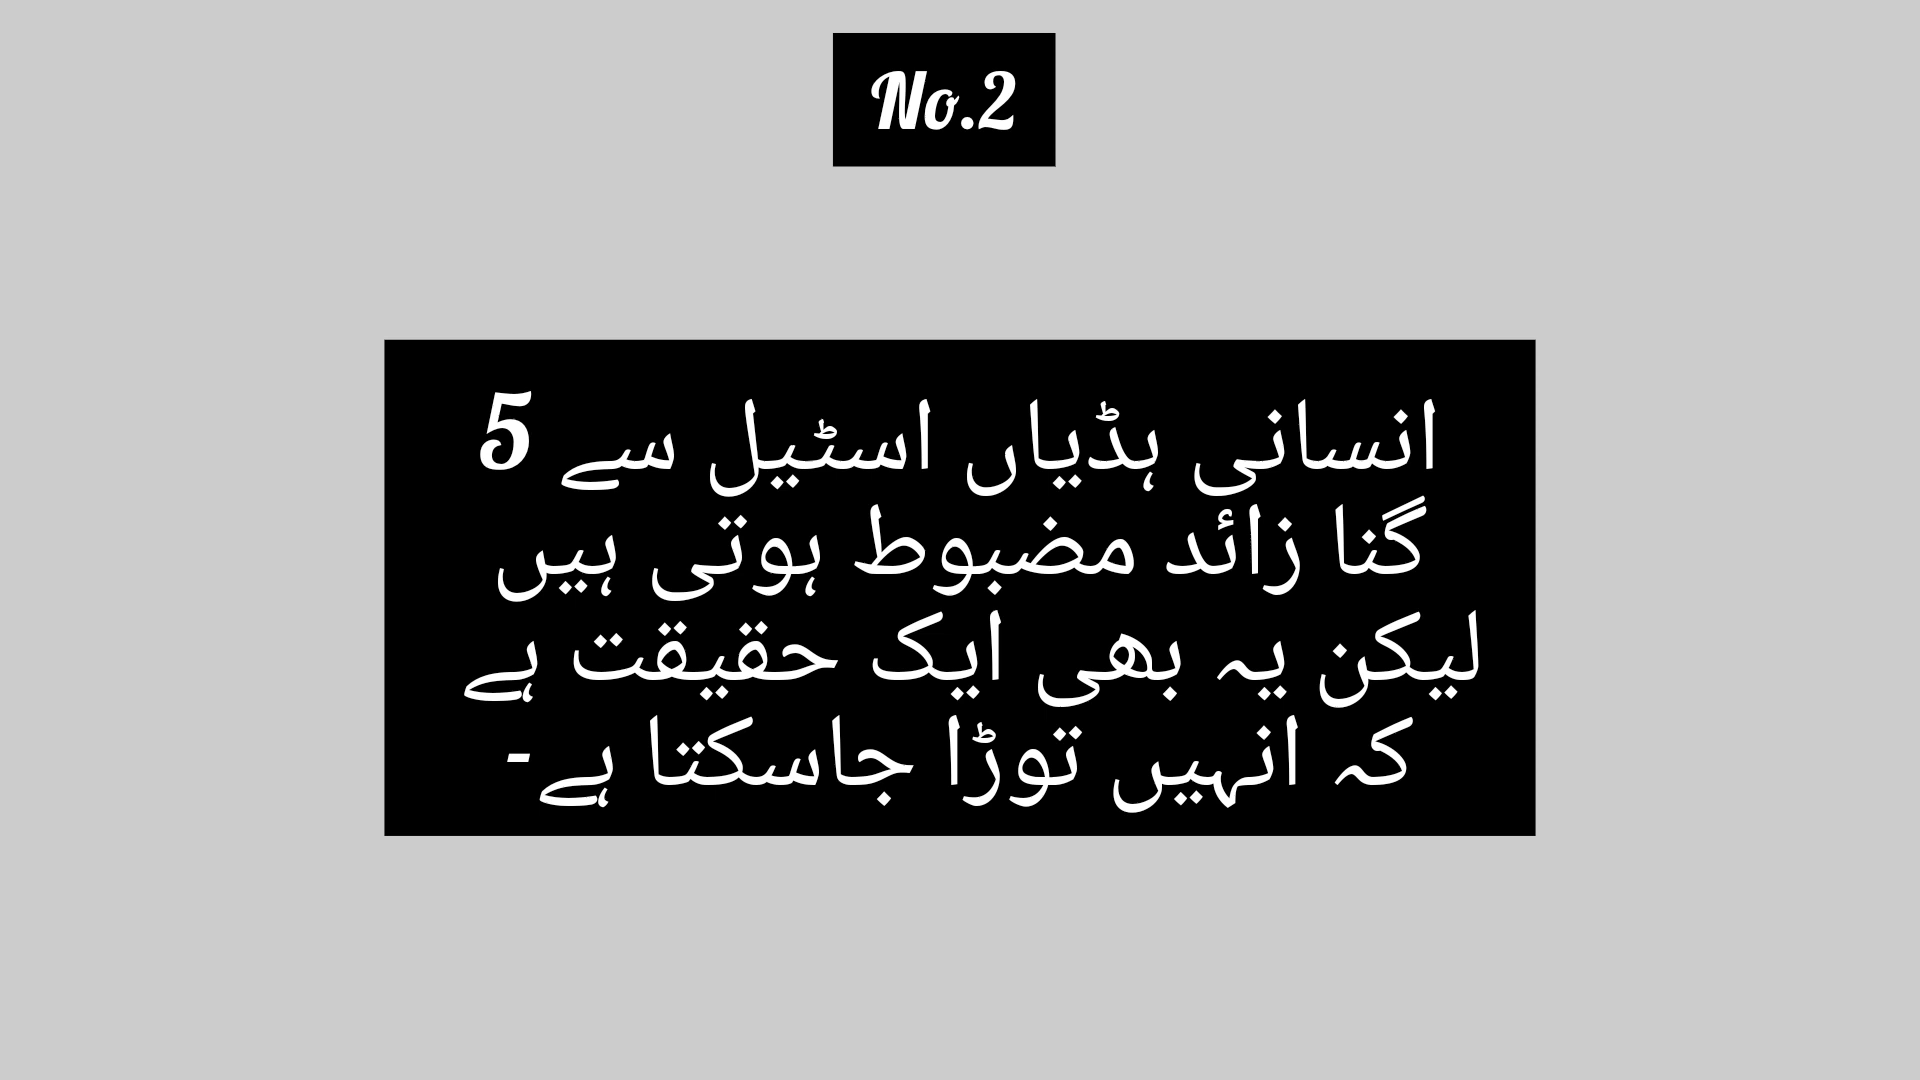 No.2
انسانی ہڈیاں اسٹیل سے 5
گنا زائد مضبوط ہوتی ہیں
لیکن یہ بھی ایک حقیقت ہے
کہ انہیں توڑا جاسکتا ہے-